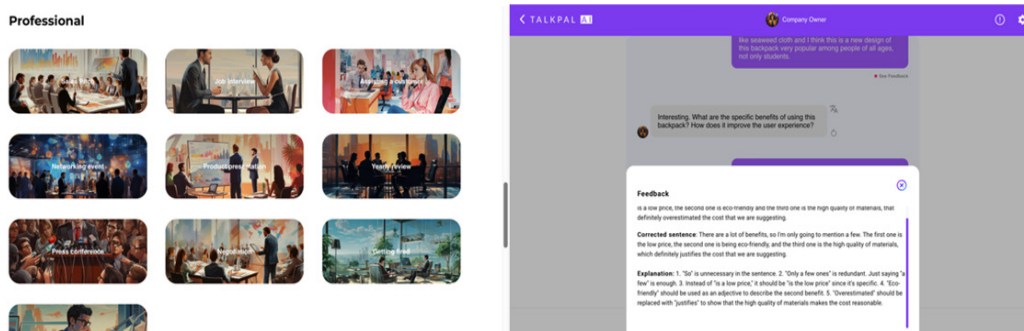 Professional
Sales Pitch
Job interview
Assisting a customer
Networking event
Product presentation
Yearly review
Press conference
Negotiation
Getting fired
TALKPAL AI
Company Owner
like seaweed cloth and I think this is a new design of
this backpack very popular among people of all ages,
not only students.
See Feedback
Interesting. What are the specific benefits of using this
backpack? How does it improve the user experience?
Feedback
is a low price, the second one is eco-friendly and the third one is the high quality of materials, that
definitely overestimated the cost that we are suggesting.
Corrected sentence: There are a lot of benefits, so I'm only going to mention a few. The first one is
the low price, the second one is being eco-friendly, and the third one is the high quality of materials,
which definitely justifies the cost that we are suggesting.
Explanation: 1. "So" is unnecessary in the sentence. 2. "Only a few ones" is redundant. Just saying "a
few" is enough. 3. Instead of "is a low price," it should be "is the low price" since it's specific. 4. "Eco-
friendly" should be used as an adjective to describe the second benefit. 5. "Overestimated" should be
replaced with "justifies" to show that the high quality of materials makes the cost reasonable.